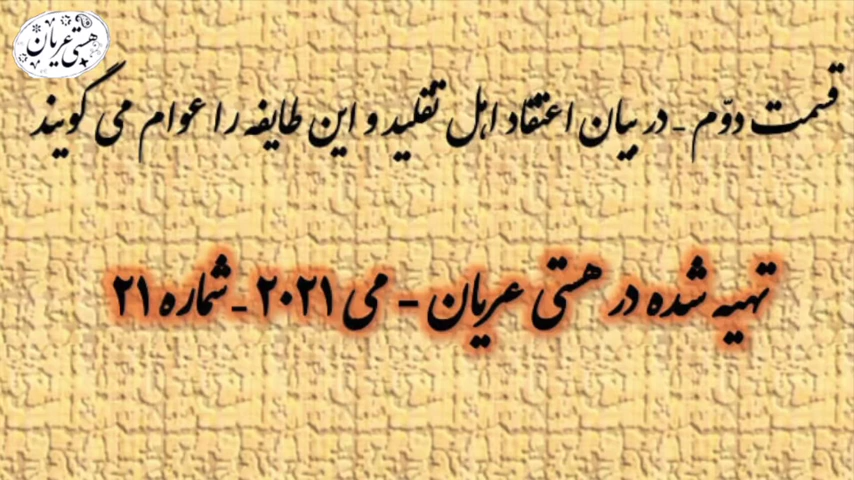 هستی عریان
قسمت دوّم - در بیان اعتقاد اهل تقلید و این طایفه را عوام می گویند
تهیه شده در هستی عریان - می ۲۰۲۱ - شماره ۲۱